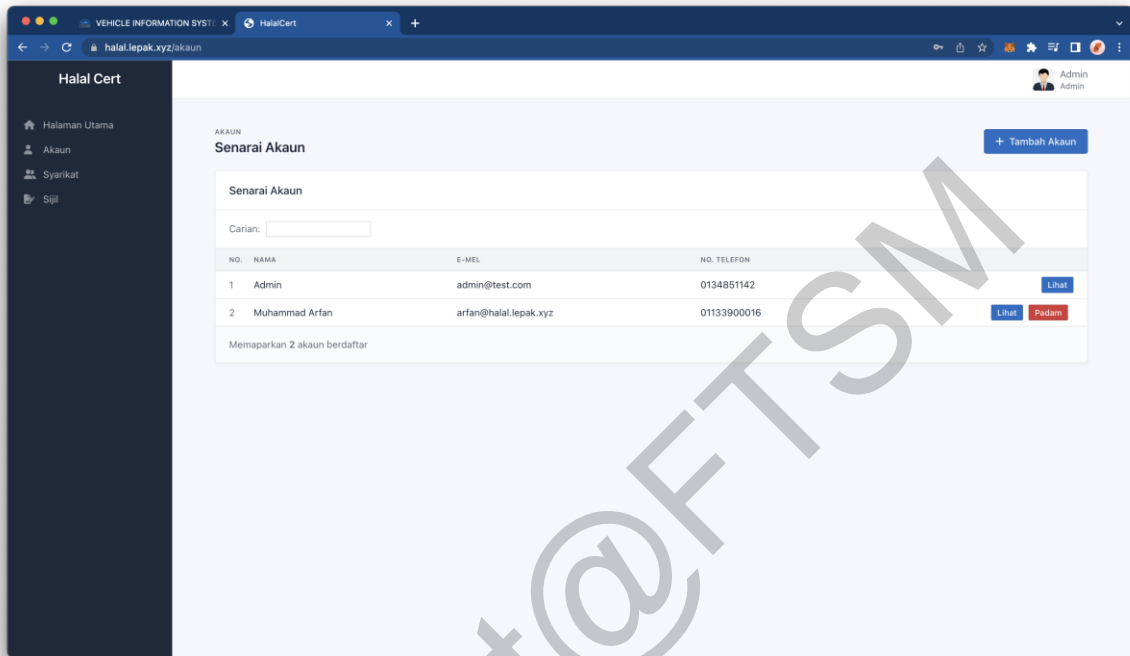 VEHICLE INFORMATION SYSTE
HalalCert
halal.lepak.xyz/akaun
Halal Cert
Admin
Admin
Halaman Utama
Akaun
Syarikat
Sijil
AKAUN
Senarai Akaun
+ Tambah Akaun
Senarai Akaun
Carian:
NO. NAMA E-MEL NO. TELEFON
1 Admin admin@test.com 0134851142 Lihat
2 Muhammad Arfan arfan@halal.lepak.xyz 01133900016 Lihat Padam
Memaparkan 2 akaun berdaftar
t@FTSM